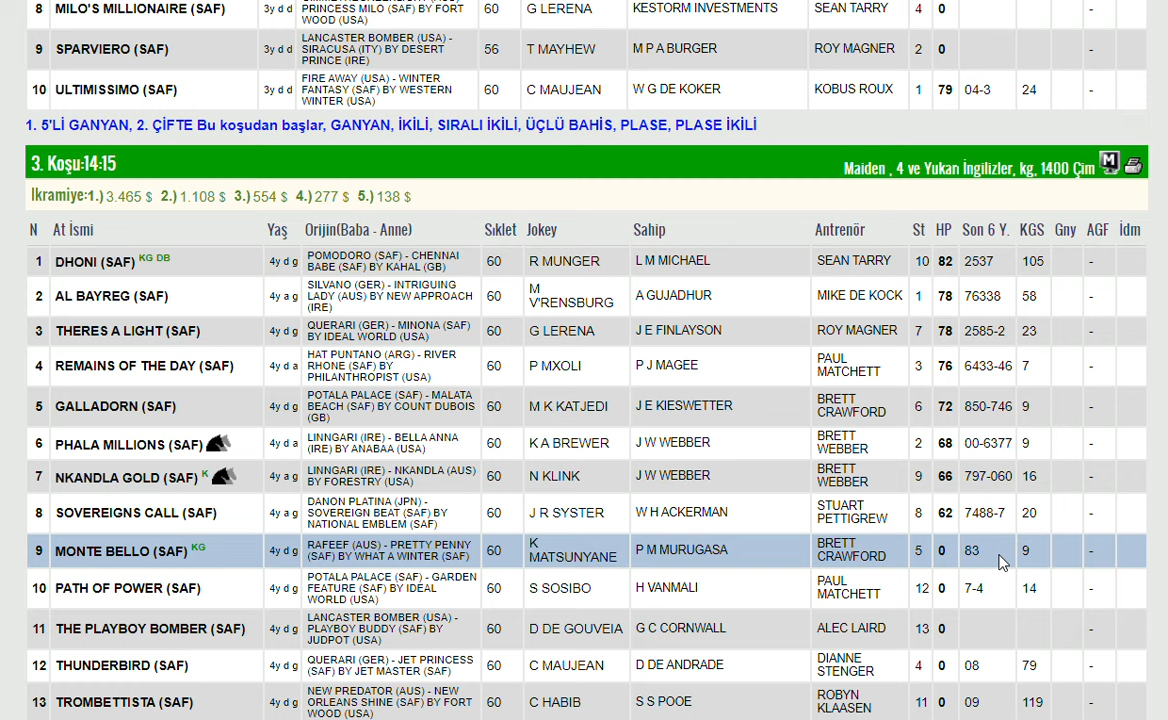 8 MILO'S MILLIONAIRE (SAF) 3y d d PRINCESS MILO (SAF) BY FORT WOOD (USA) 60 G LERENA KESTORM INVESTMENTS SEAN TARRY 4 0
9 SPARVIERO (SAF) 3y d d LANCASTER BOMBER (USA) - SIRACUSA (ITY) BY DESERT PRINCE (IRE) 56 T MAYHEW M P A BURGER ROY MAGNER 2 0 -
10 ULTIMISSIMO (SAF) 3y d d FIRE AWAY (USA) - WINTER FANTASY (SAF) BY WESTERN WINTER (USA) 60 C MAUJEAN W G DE KOKER KOBUS ROUX 1 79 04-3 24 -
1. 5'Lİ GANYAN, 2. ÇİFTE Bu koşudan başlar, GANYAN, İKİLİ, SIRALI İKİLİ, ÜÇLÜ BAHİS, PLASE, PLASE İKİLİ
3. Koşu:14:15 Maiden , 4 ve Yukarı İngilizler, kg, 1400 Çim M
İkramiye:1.) 3.465 $ 2.) 1.108 $ 3.) 554 $ 4.) 277 $ 5.) 138 $
N At İsmi Yaş Orijin(Baba - Anne) Sıklet Jokey Sahip Antrenör St HP Son 6 Y. KGS Gny AGF İdm
1 DHONI (SAF) KG DB 4y d g POMODORO (SAF) - CHENNAI BABE (SAF) BY KAHAL (GB) 60 R MUNGER L M MICHAEL SEAN TARRY 10 82 2537 105 -
2 AL BAYREG (SAF) 4y a g SILVANO (GER) - INTRIGUING LADY (AUS) BY NEW APPROACH (IRE) 60 M V'RENSBURG A GUJADHUR MIKE DE KOCK 1 78 76338 58 -
3 THERES A LIGHT (SAF) 4y d g QUERARI (GER) - MINONA (SAF) BY IDEAL WORLD (USA) 60 G LERENA J E FINLAYSON ROY MAGNER 7 78 2585-2 23 -
4 REMAINS OF THE DAY (SAF) 4y d a HAT PUNTANO (ARG) - RIVER RHONE (SAF) BY PHILANTHROPIST (USA) 60 P MXOLI P J MAGEE PAUL MATCHETT 3 76 6433-46 7 -
5 GALLADORN (SAF) 4y d g POTALA PALACE (SAF) - MALATA BEACH (SAF) BY COUNT DUBOIS (GB) 60 M K KATJEDI J E KIESWETTER BRETT CRAWFORD 6 72 850-746 9 -
6 PHALA MILLIONS (SAF) 4y d a LINNGARI (IRE) - BELLA ANNA (IRE) BY ANABAA (USA) 60 K A BREWER J W WEBBER BRETT WEBBER 2 68 00-6377 9 -
7 NKANDLA GOLD (SAF) K 4y a g LINNGARI (IRE) - NKANDLA (AUS) BY FORESTRY (USA) 60 N KLINK J W WEBBER BRETT WEBBER 9 66 797-060 16 -
8 SOVEREIGNS CALL (SAF) 4y a g DANON PLATINA (JPN) - SOVEREIGN BEAT (SAF) BY NATIONAL EMBLEM (SAF) 60 J R SYSTER W H ACKERMAN STUART PETTIGREW 8 62 7488-7 20 -
9 MONTE BELLO (SAF) KG 4y d g RAFEEF (AUS) - PRETTY PENNY (SAF) BY WHAT A WINTER (SAF) 60 K MATSUNYANE P M MURUGASA BRETT CRAWFORD 5 0 83 9 -
10 PATH OF POWER (SAF) 4y d g POTALA PALACE (SAF) - GARDEN FEATURE (SAF) BY IDEAL WORLD (USA) 60 S SOSIBO H VANMALI PAUL MATCHETT 12 0 7-4 14 -
11 THE PLAYBOY BOMBER (SAF) 4y d g LANCASTER BOMBER (USA) - PLAYBOY BUDDY (SAF) BY JUDPOT (USA) 60 D DE GOUVEIA G C CORNWALL ALEC LAIRD 13 0 -
12 THUNDERBIRD (SAF) 4y d g QUERARI (GER) - JET PRINCESS (SAF) BY JET MASTER (SAF) 60 C MAUJEAN D DE ANDRADE DIANNE STENGER 4 0 08 79 -
13 TROMBETTISTA (SAF) 4y d g NEW PREDATOR (AUS) - NEW ORLEANS SHINE (SAF) BY FORT WOOD (USA) 60 C HABIB S S POOE ROBYN KLAASEN 11 0 09 119 -